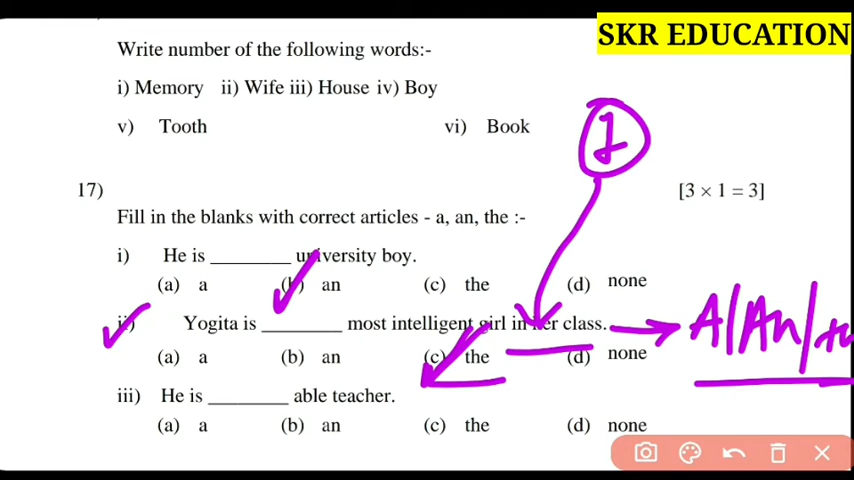 SKR EDUCATION
Write number of the following words:-
i) Memory ii) Wife iii) House iv) Boy
v) Tooth vi) Book
17) [3 × 1 = 3]
Fill in the blanks with correct articles - a, an, the :-
i) He is ________ university boy.
(a) a (b) an (c) the (d) none
ii) Yogita is ________ most intelligent girl in her class. A/An/
(a) a (b) an (c) the (d) none
iii) He is ________ able teacher.
(a) a (b) an (c) the (d) none